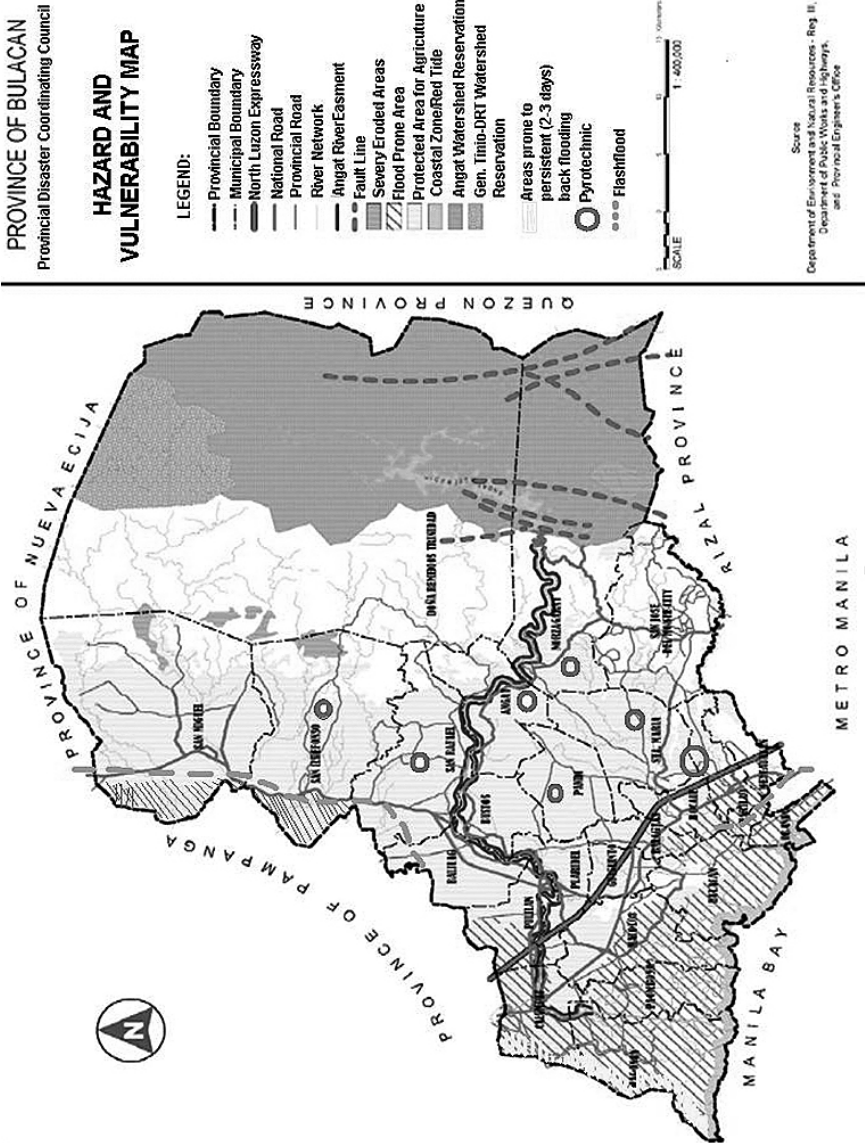 PROVINCE OF BULACAN
Provincial Disaster Coordinating Council
HAZARD AND
VULNERABILITY MAP
LEGEND:
Provincial Boundary
Municipal Boundary
North Luzon Expressway
National Road
Provincial Road
River Network
Angat RiverEasment
Fault Line
Severy Eroded Areas
Flood Prone Area
Protected Area for Agricuture
Coastal Zone/Red Tide
Angat Watershed Reservation
Gen. Tinio-DRT Watershed
Reservation
Areas prone to
persistent (2-3 days)
back flooding
Pyrotechnic
Flashflood
SCALE
1 : 400,000
Source
Department of Environment and Natural Resources - Reg. III,
Department of Public Works and Highways,
and Provincial Engineer's Office
N
PROVINCE OF NUEVA ECIJA
QUEZON PROVINCE
PROVINCE OF PAMPANGA
RIZAL PROVINCE
METRO MANILA
MANILA BAY
SAN MIGUEL
SAN ILDEFONSO
DOÑA REMEDIOS TRINIDAD
SAN RAFAEL
ANGAT
NORZAGARAY
SAN JOSE
DEL MONTE CITY
BALIUAG
BUSTOS
PANDI
STA. MARIA
PULILAN
PLARIDEL
CALUMPIT
MALOLOS
BULACAN